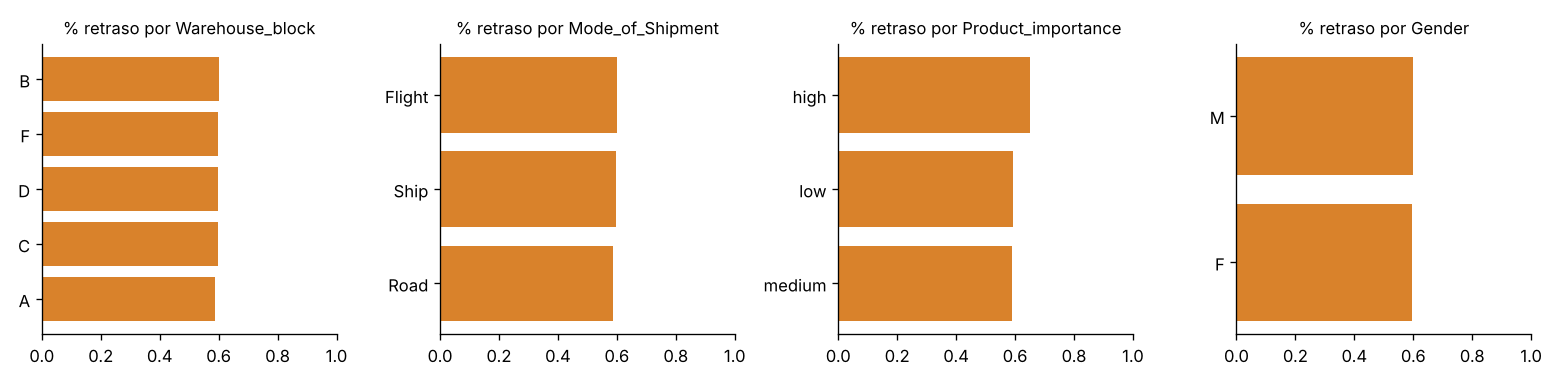 % retraso por Warehouse_block
B
F
D
C
A
0.0 0.2 0.4 0.6 0.8 1.0
% retraso por Mode_of_Shipment
Flight
Ship
Road
0.0 0.2 0.4 0.6 0.8 1.0
% retraso por Product_importance
high
low
medium
0.0 0.2 0.4 0.6 0.8 1.0
% retraso por Gender
M
F
0.0 0.2 0.4 0.6 0.8 1.0